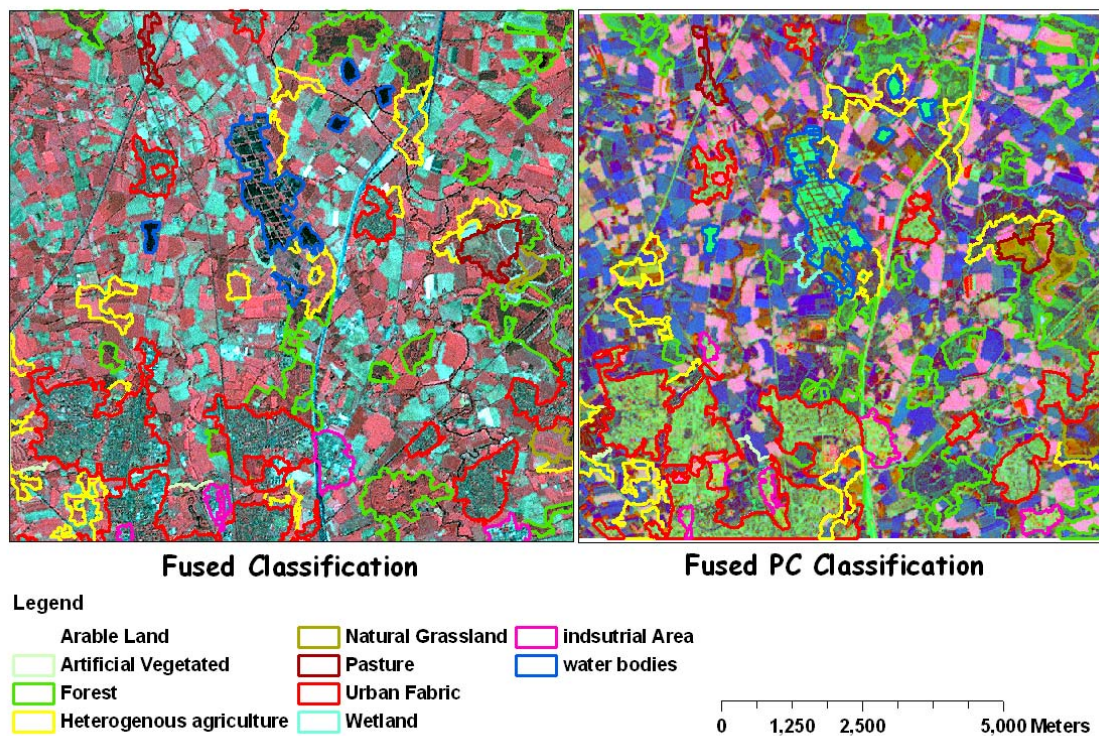 Fused Classification
Fused PC Classification
Legend
Arable Land
Artificial Vegetated
Forest
Heterogenous agriculture
Natural Grassland
Pasture
Urban Fabric
Wetland
indsutrial Area
water bodies
0 1,250 2,500 5,000 Meters